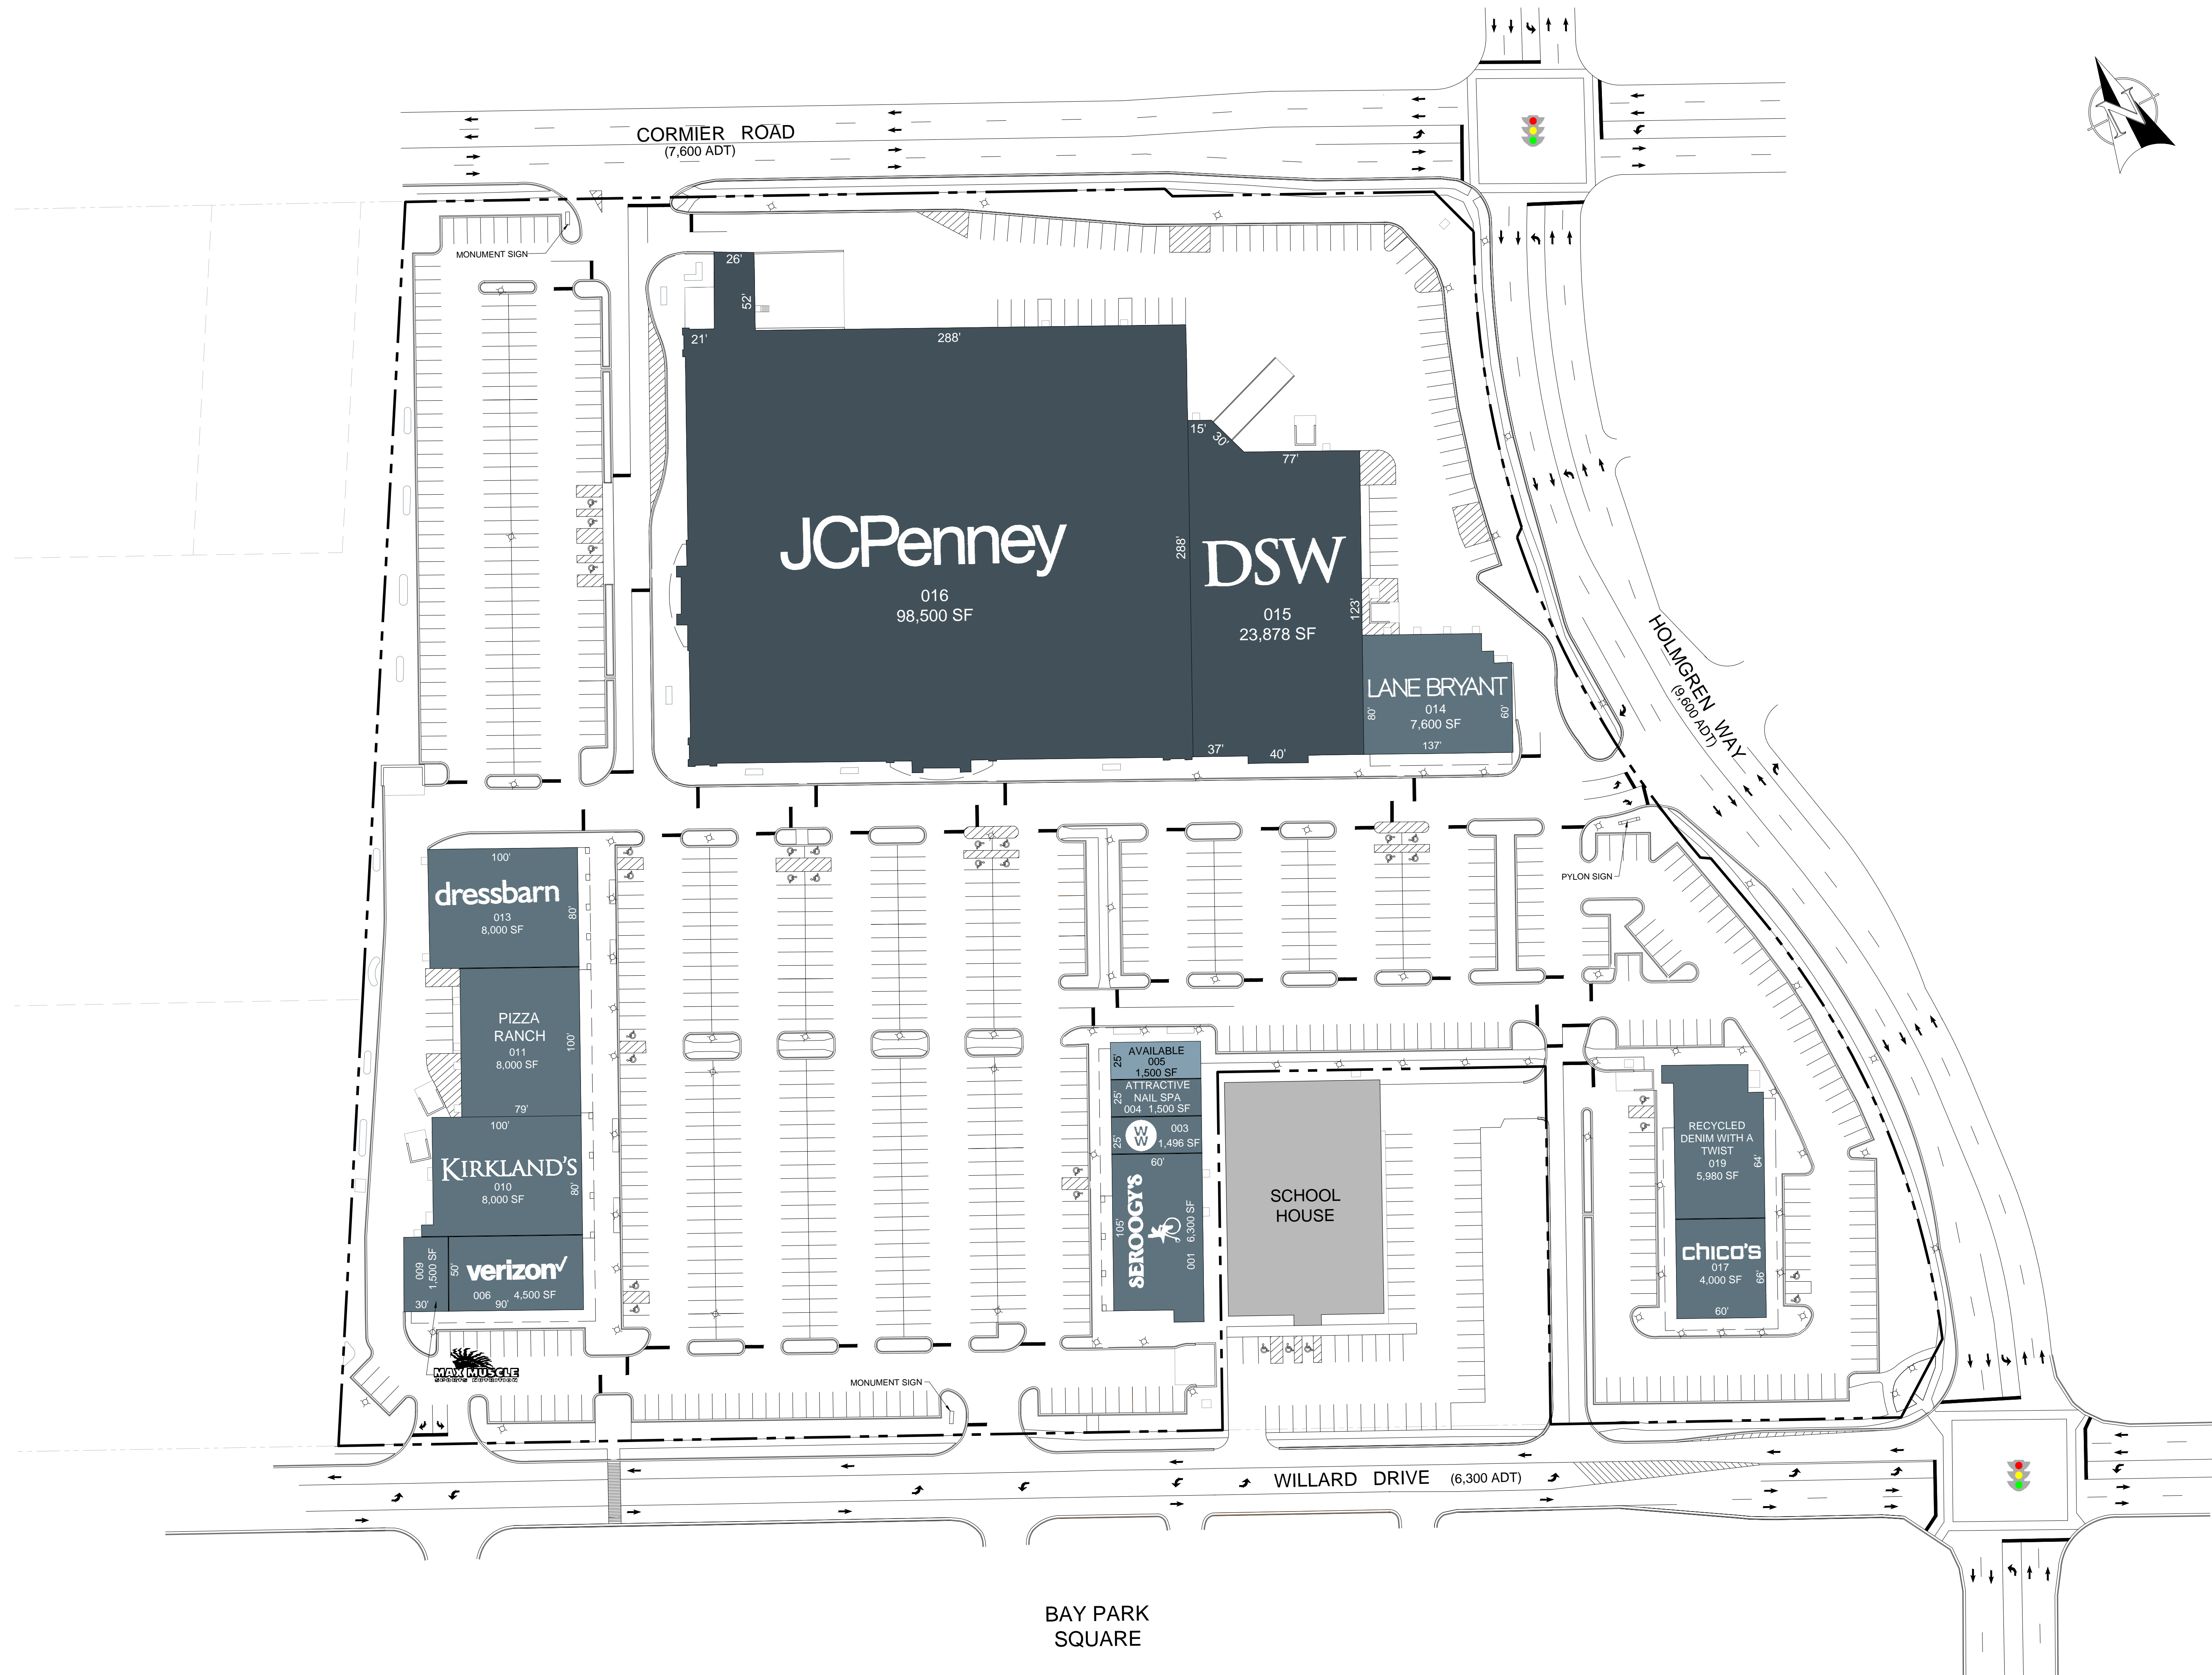 CORMIER ROAD
(7,600 ADT)
N
MONUMENT SIGN
26'
52'
21'
288'
JCPenney
016
98,500 SF
288'
15'
30'
77'
DSW
015
23,878 SF
123'
37'
40'
LANE BRYANT
014
7,600 SF
80'
60'
137'
HOLMGREN WAY
(9,600 ADT)
PYLON SIGN
100'
dressbarn
013
8,000 SF
80'
PIZZA
RANCH
011
8,000 SF
100'
79'
100'
KIRKLAND'S
010
8,000 SF
80'
009
1,500 SF
30'
50'
verizon
006 4,500 SF
90'
MAX MUSCLE
SPORTS NUTRITION
MONUMENT SIGN
AVAILABLE
005
1,500 SF
25'
ATTRACTIVE
NAIL SPA
004 1,500 SF
25'
W
W
003
1,496 SF
25'
60'
SEROOGY'S
105'
001 6,300 SF
SCHOOL
HOUSE
RECYCLED
DENIM WITH A
TWIST
019
5,980 SF
64'
chico's
017
4,000 SF
66'
60'
WILLARD DRIVE (6,300 ADT)
BAY PARK
SQUARE